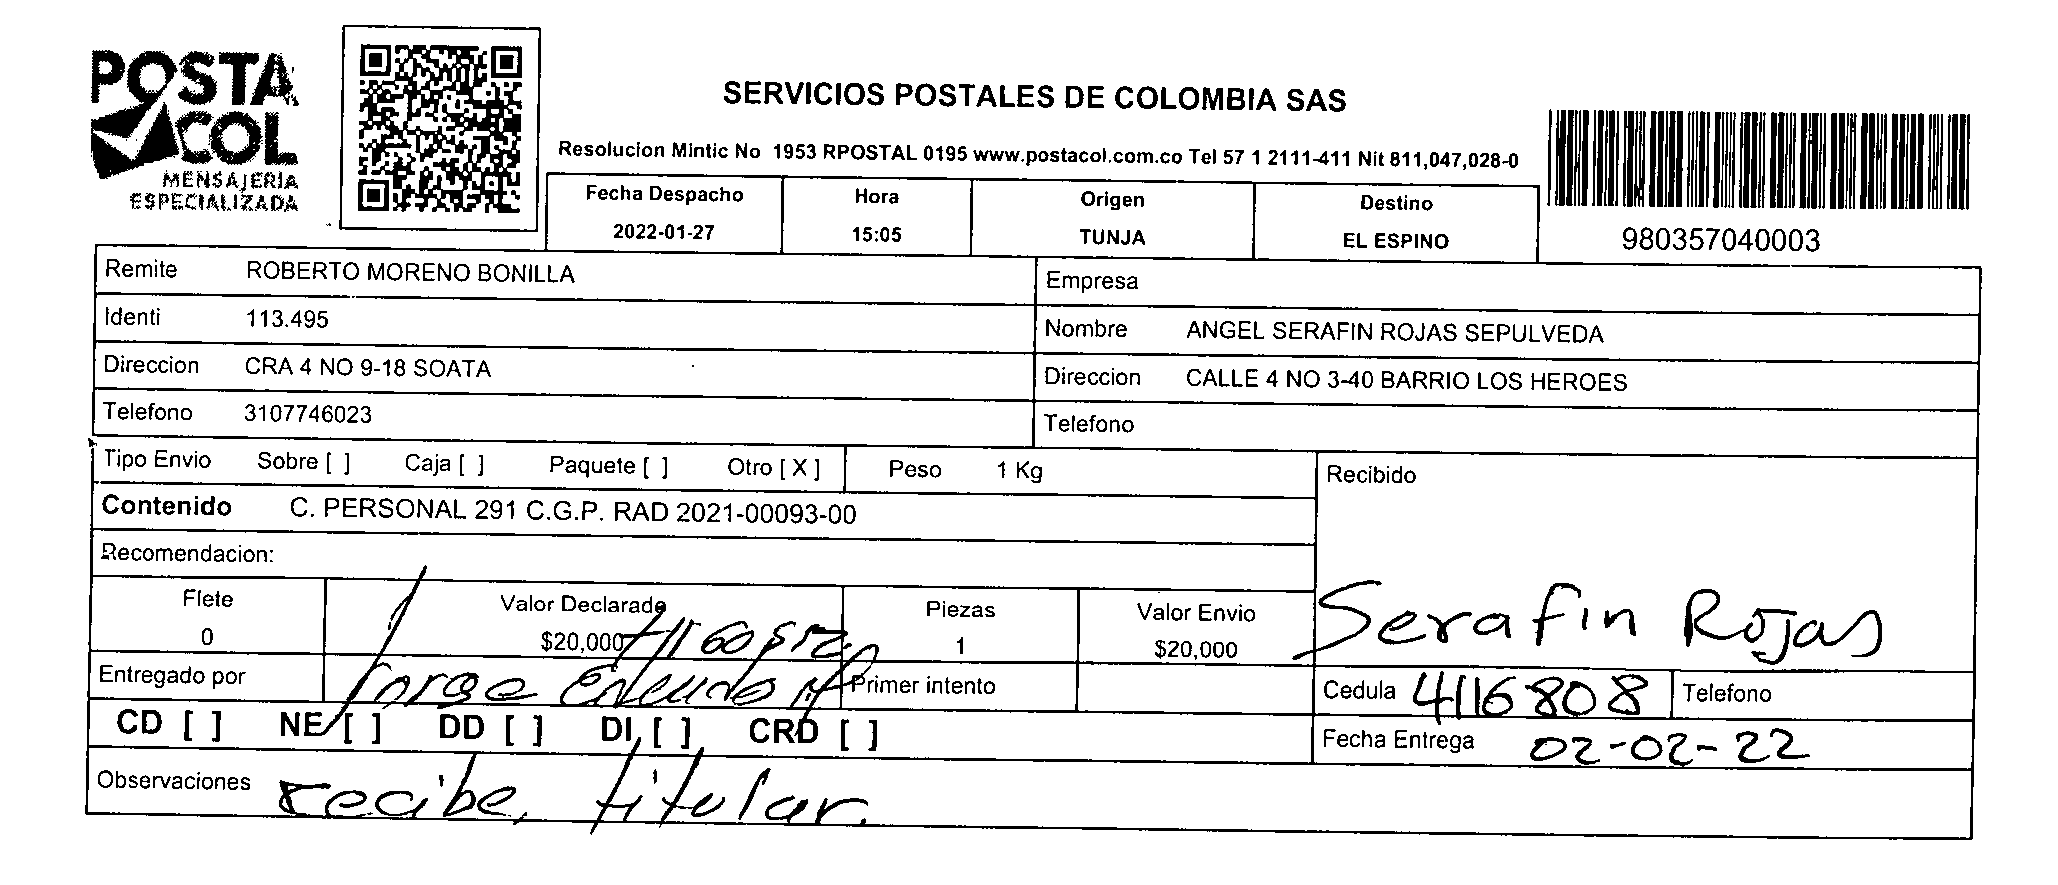 POSTA
COL
MENSAJERIA
ESPECIALIZADA
SERVICIOS POSTALES DE COLOMBIA SAS
Resolucion Mintic No 1953 RPOSTAL 0195 www.postacol.com.co Tel 57 1 2111-411 Nit 811,047,028-0
Fecha Despacho Hora Origen Destino
2022-01-27 15:05 TUNJA EL ESPINO
980357040003
Remite ROBERTO MORENO BONILLA Empresa
Identi 113.495 Nombre ANGEL SERAFIN ROJAS SEPULVEDA
Direccion CRA 4 NO 9-18 SOATA Direccion CALLE 4 NO 3-40 BARRIO LOS HEROES
Telefono 3107746023 Telefono
Tipo Envio Sobre [ ] Caja [ ] Paquete [ ] Otro [ X ] Peso 1 Kg Recibido
Contenido C. PERSONAL 291 C.G.P. RAD 2021-00093-00
Recomendacion:
Flete Valor Declarado Piezas Valor Envio
0 $20,000 1 $20,000
Serafin Rojas
Entregado por Jorge Primer intento Cedula 4116808 Telefono
CD [ ] NE [ ] DD [ ] DI [ ] CRD [ ] Fecha Entrega 02-02-22
Observaciones recibe, titular.